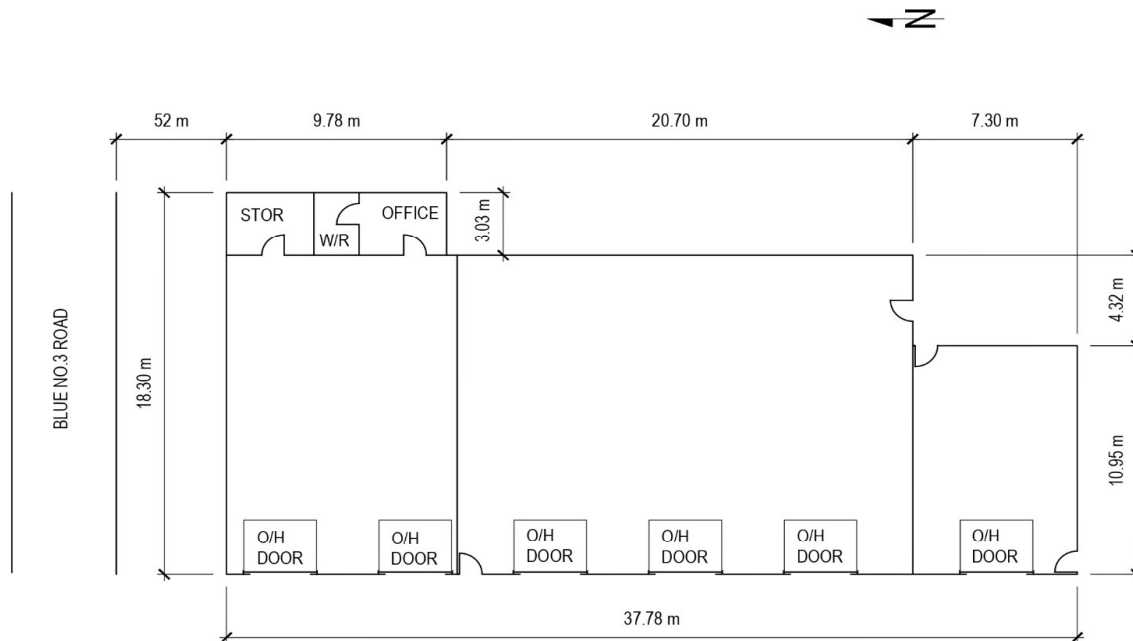 N
52 m
9.78 m
20.70 m
7.30 m
STOR
OFFICE
W/R
3.03 m
4.32 m
BLUE NO.3 ROAD
18.30 m
10.95 m
O/H
DOOR
O/H
DOOR
O/H
DOOR
O/H
DOOR
O/H
DOOR
O/H
DOOR
37.78 m